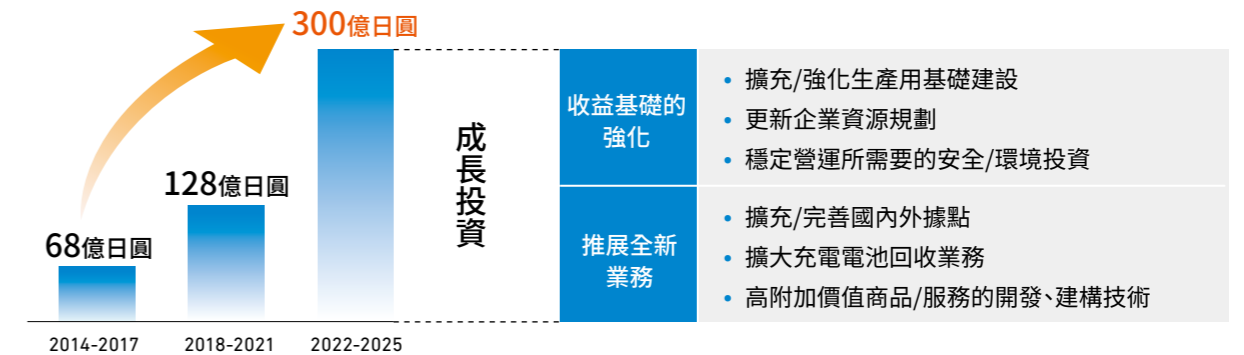 300億日圓
128億日圓
68億日圓
2014-2017
2018-2021
2022-2025
成長投資
收益基礎的
強化
• 擴充/強化生產用基礎建設
• 更新企業資源規劃
• 穩定營運所需要的安全/環境投資
推展全新
業務
• 擴充/完善國內外據點
• 擴大充電電池回收業務
• 高附加價值商品/服務的開發、建構技術